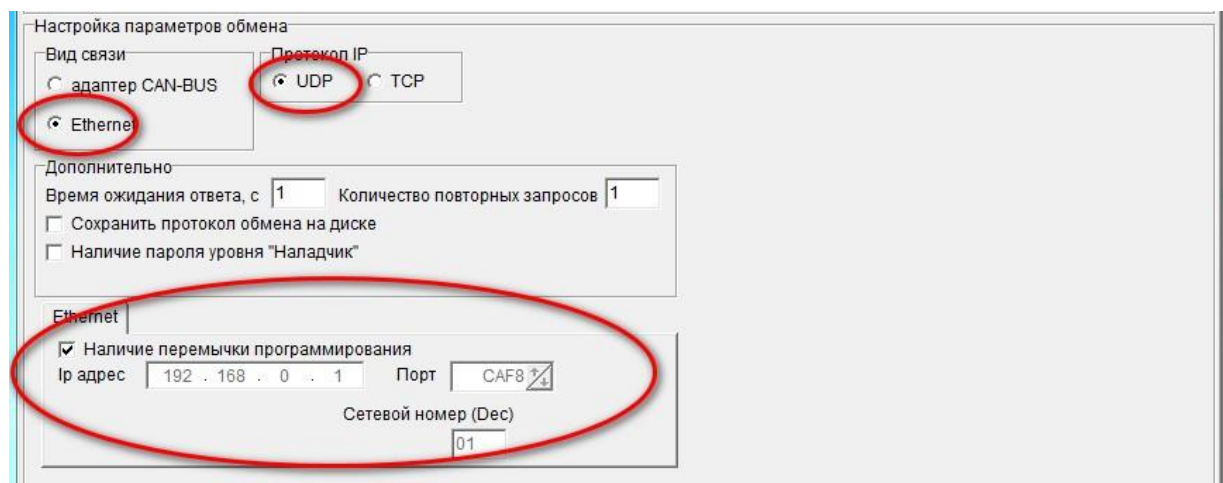 Настройка параметров обмена
Вид связи
Протокол IP
адаптер CAN-BUS
UDP
TCP
Ethernet
Дополнительно
Время ожидания ответа, с 1 Количество повторных запросов 1
Сохранить протокол обмена на диске
Наличие пароля уровня "Наладчик"
Ethernet
Наличие перемычки программирования
Ip адрес 192 . 168 . 0 . 1 Порт CAF8
Сетевой номер (Dec)
01